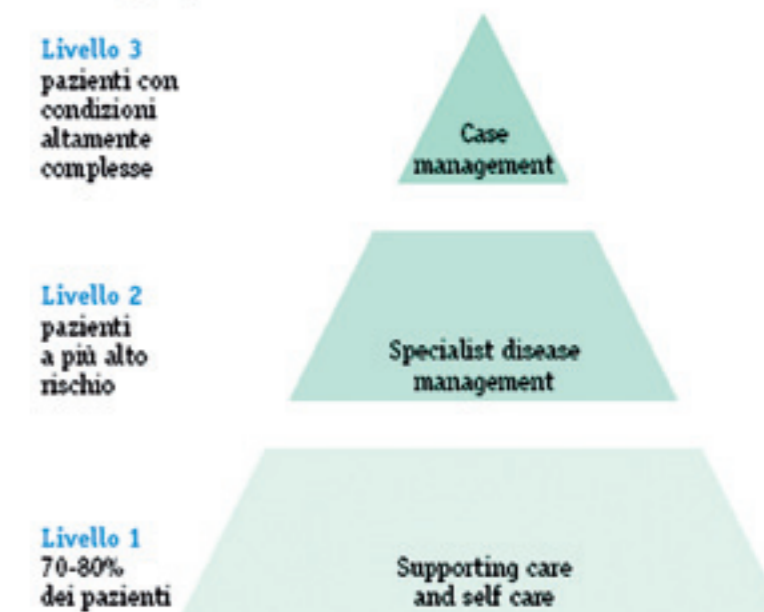 Livello 3
pazienti con
condizioni
altamente
complesse
Case
management
Livello 2
pazienti
a più alto
rischio
Specialist disease
management
Livello 1
70-80%
dei pazienti
Supporting care
and self care